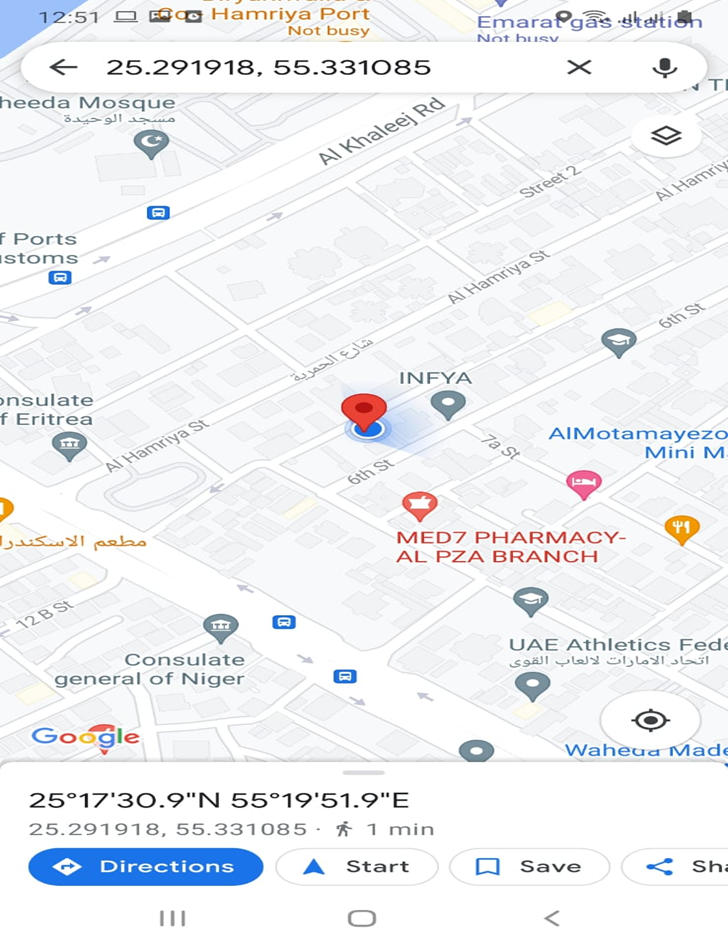 12:51
Hamriya Port
Not busy
Emarat gas station
Not busy
25.291918, 55.331085
heeda Mosque
مسجد الوحيدة
Al Khaleej Rd
Street 2
Al Hamriy
f Ports
ustoms
Al Hamriya St
6th St
شارع الحمرية
INFYA
onsulate
f Eritrea
Al Hamriya St
7a St
AlMotamayezo
Mini M
6th St
MED7 PHARMACY-
AL PZA BRANCH
مطعم الاسكندرا
12 B St
UAE Athletics Fede
اتحاد الامارات لالعاب القوى
Consulate
general of Niger
Google
Waheda Made
25°17'30.9"N 55°19'51.9"E
25.291918, 55.331085 · 1 min
Directions
Start
Save
Sha